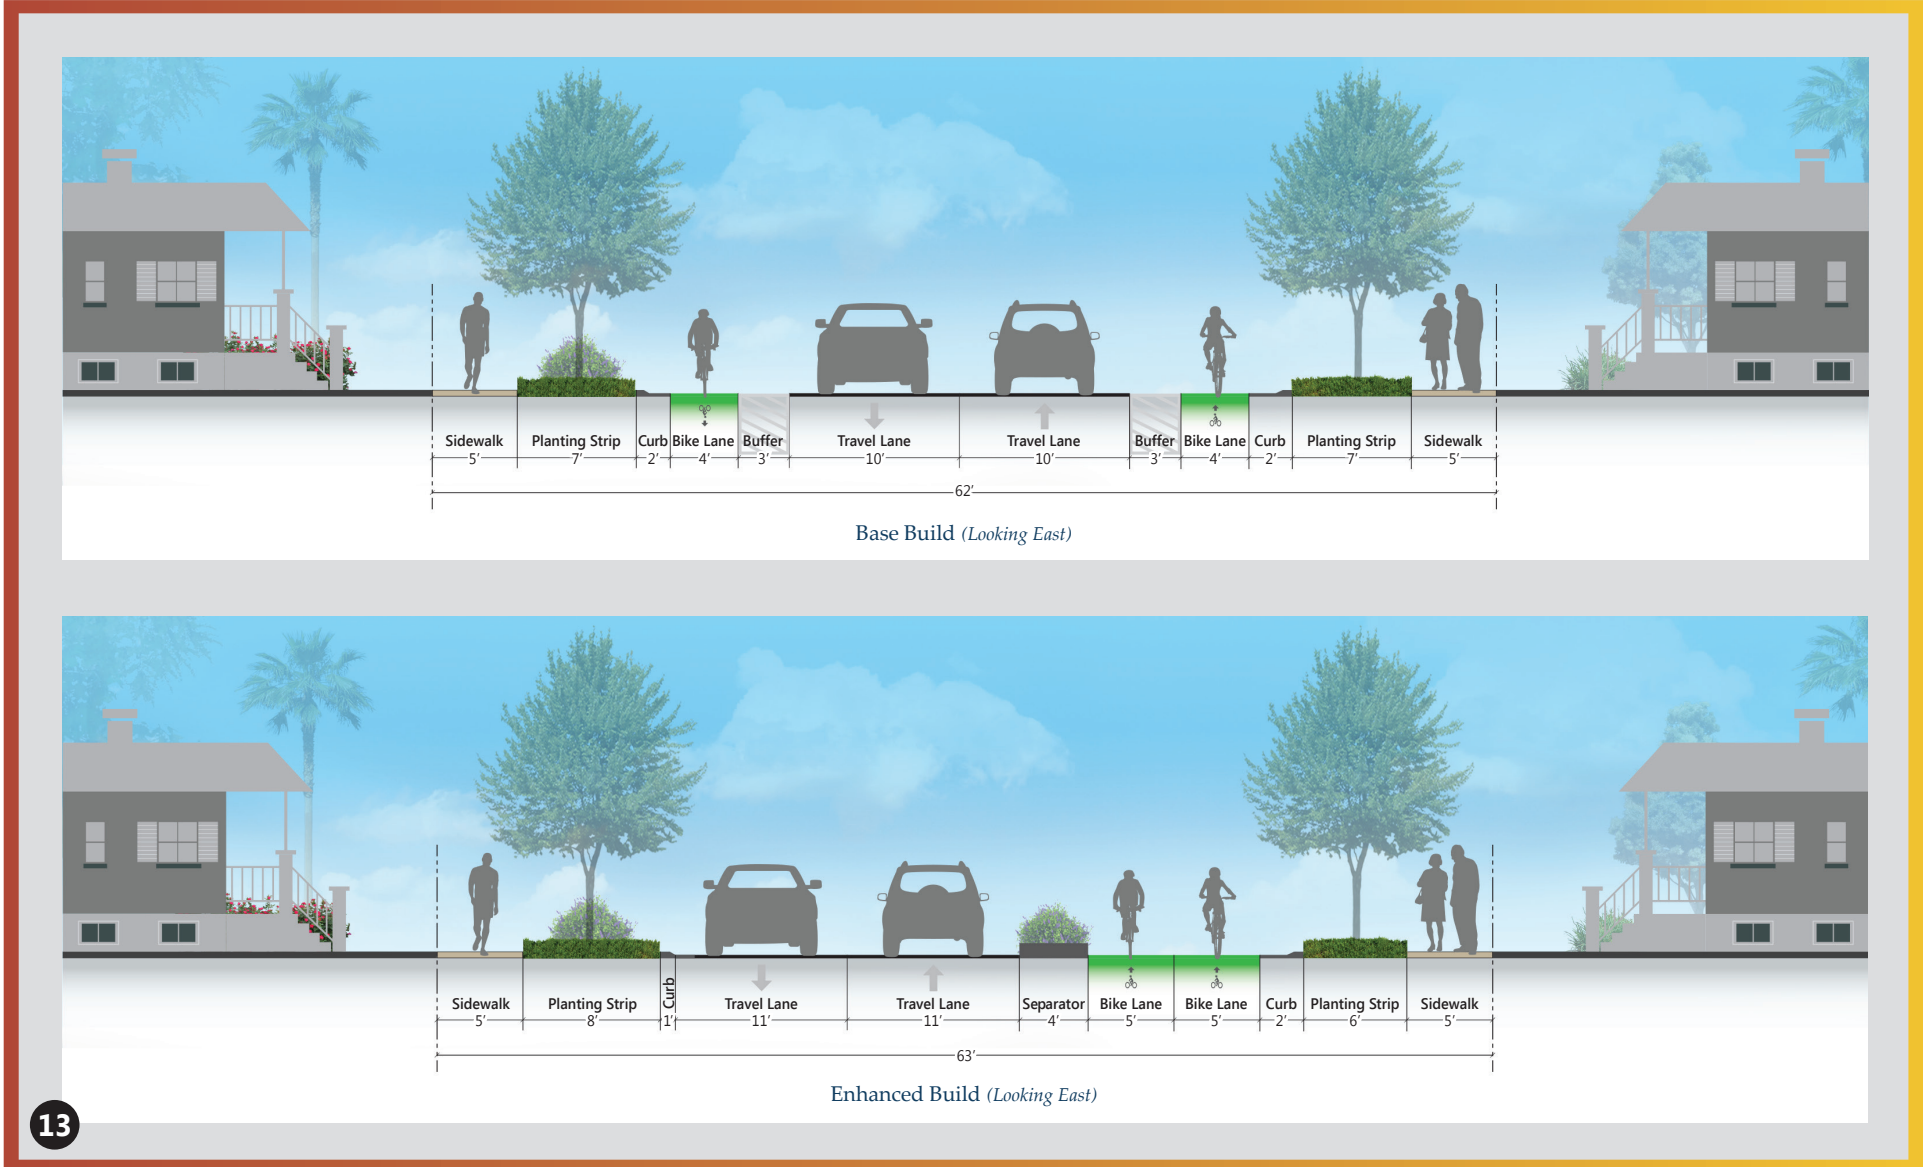 Sidewalk Planting Strip Curb Bike Lane Buffer Travel Lane Travel Lane Buffer Bike Lane Curb Planting Strip Sidewalk
5′ 7′ 2′ 4′ 3′ 10′ 10′ 3′ 4′ 2′ 7′ 5′
62′
Base Build (Looking East)
Sidewalk Planting Strip Curb Travel Lane Travel Lane Separator Bike Lane Bike Lane Curb Planting Strip Sidewalk
5′ 8′ 1′ 11′ 11′ 4′ 5′ 5′ 2′ 6′ 5′
63′
Enhanced Build (Looking East)
13